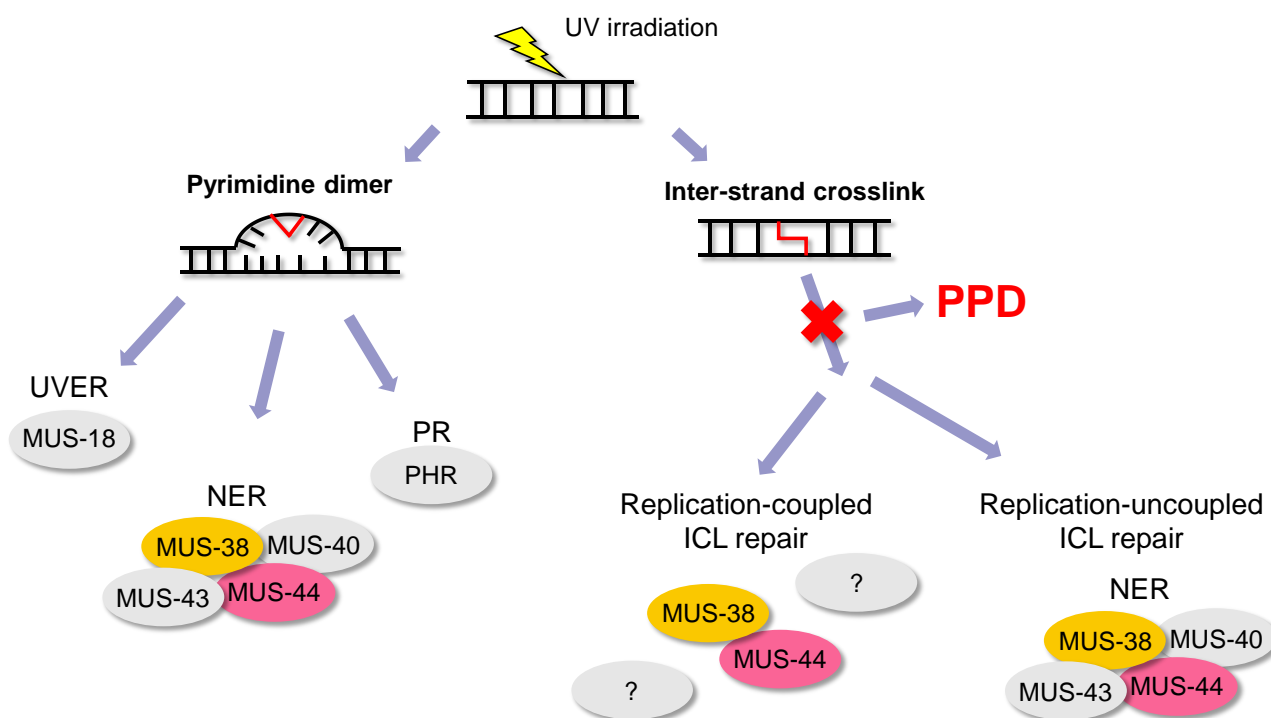 UV irradiation
Pyrimidine dimer
Inter-strand crosslink
PPD
UVER
MUS-18
PR
PHR
NER
MUS-38
MUS-40
MUS-43
MUS-44
Replication-coupled
ICL repair
?
MUS-38
MUS-44
?
Replication-uncoupled
ICL repair
NER
MUS-38
MUS-40
MUS-43
MUS-44